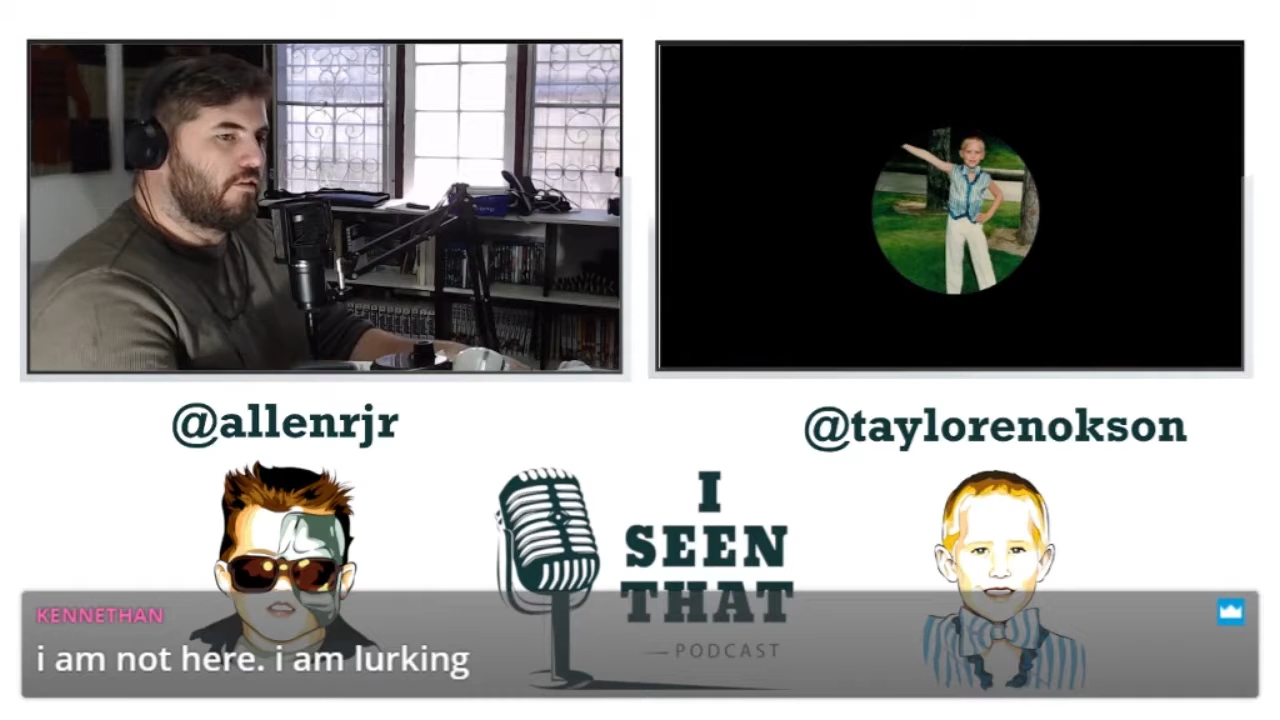 @allenrjr
@taylorenokson
I
SEEN
THAT
PODCAST
KENNETHAN
i am not here. i am lurking